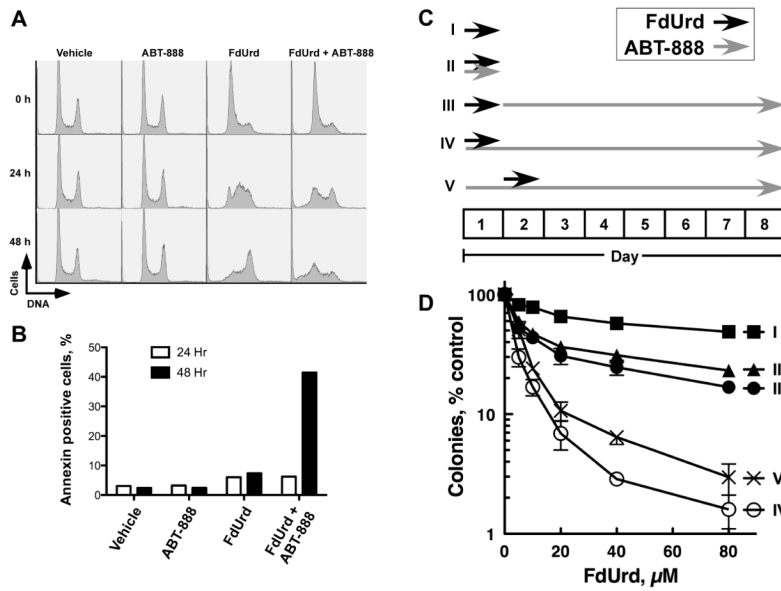 A
Vehicle ABT-888 FdUrd FdUrd + ABT-888
0 h
24 h
48 h
Cells
DNA
B
Annexin positive cells, %
50
40
30
20
10
0
24 Hr
48 Hr
Vehicle
ABT-888
FdUrd
FdUrd +
ABT-888
C
FdUrd
ABT-888
I
II
III
IV
V
1 2 3 4 5 6 7 8
Day
D
Colonies, % control
100
10
1
I
II
II
V
IV
0 20 40 60 80
FdUrd, µM